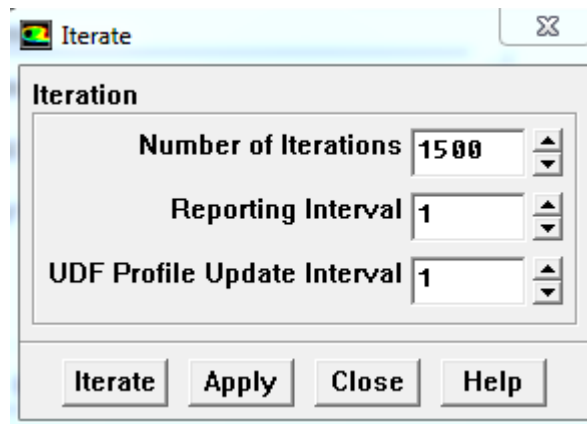 Iterate
Iteration
Number of Iterations 1500
Reporting Interval 1
UDF Profile Update Interval 1
Iterate Apply Close Help